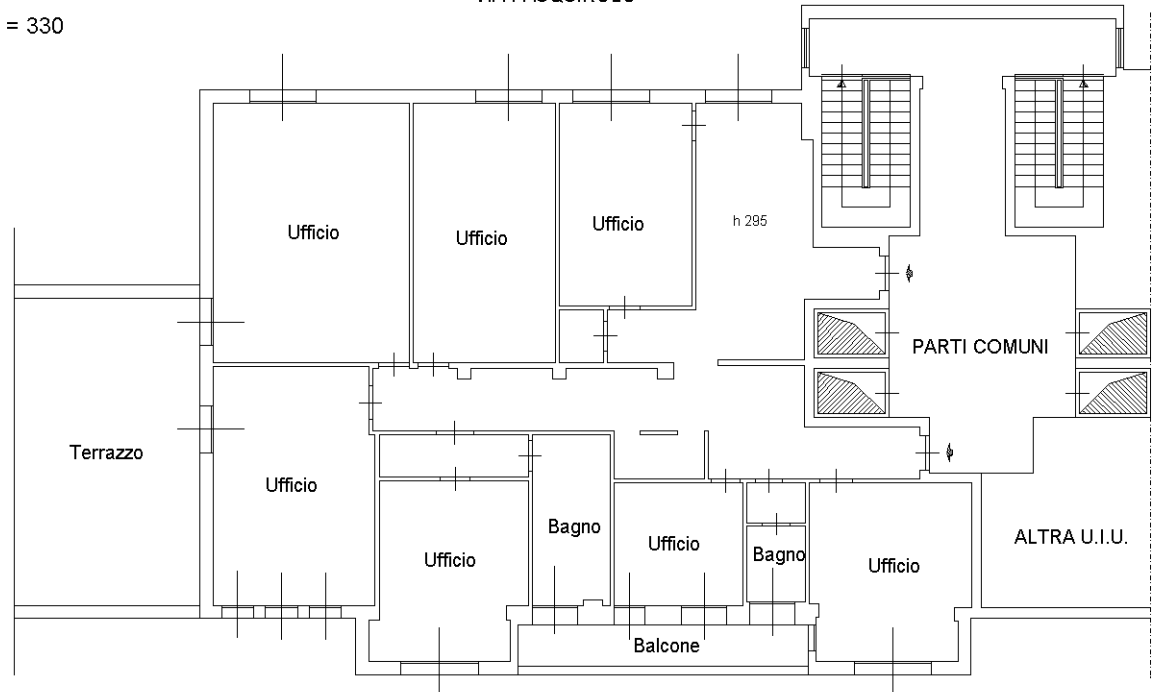 = 330
Ufficio
Ufficio
Ufficio
h 295
PARTI COMUNI
Terrazzo
Ufficio
Ufficio
Bagno
Ufficio
Bagno
Ufficio
ALTRA U.I.U.
Balcone